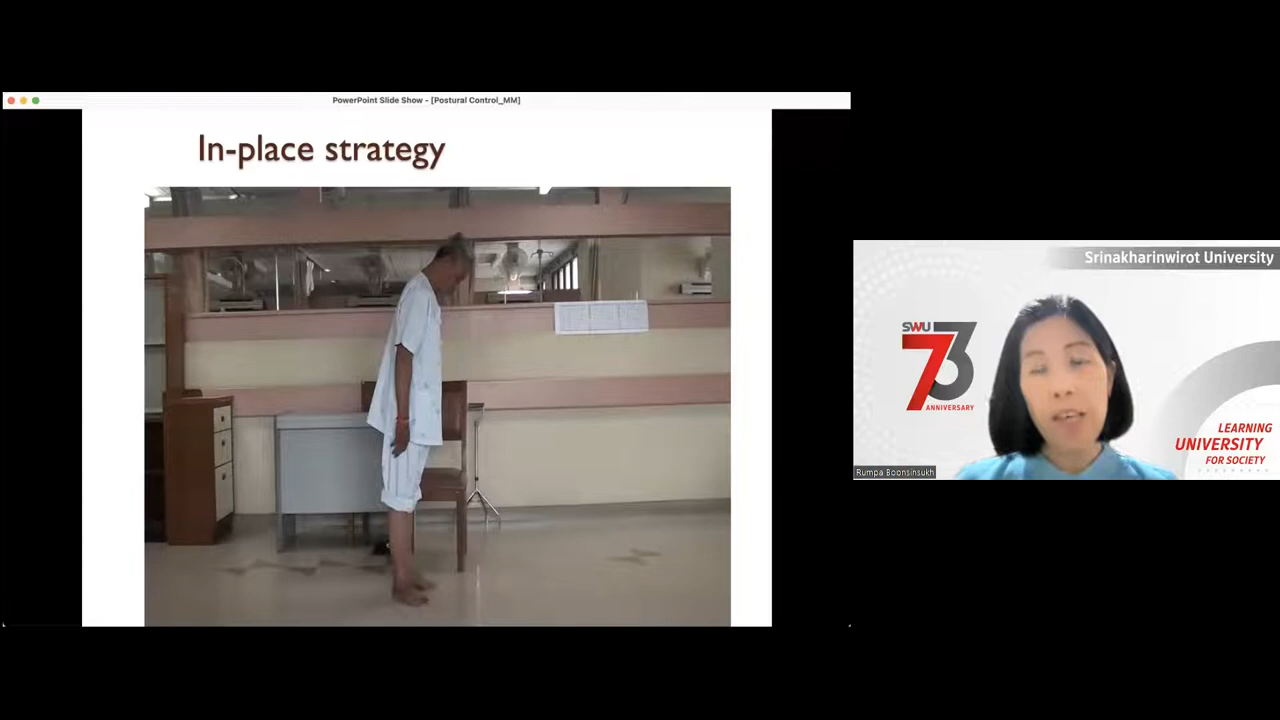 PowerPoint Slide Show - [Postural Control_MM]
In-place strategy
Srinakharinwirot University
SWU
73
ANNIVERSARY
LEARNING
UNIVERSITY
FOR SOCIETY
Rumpa Boonsinsukh